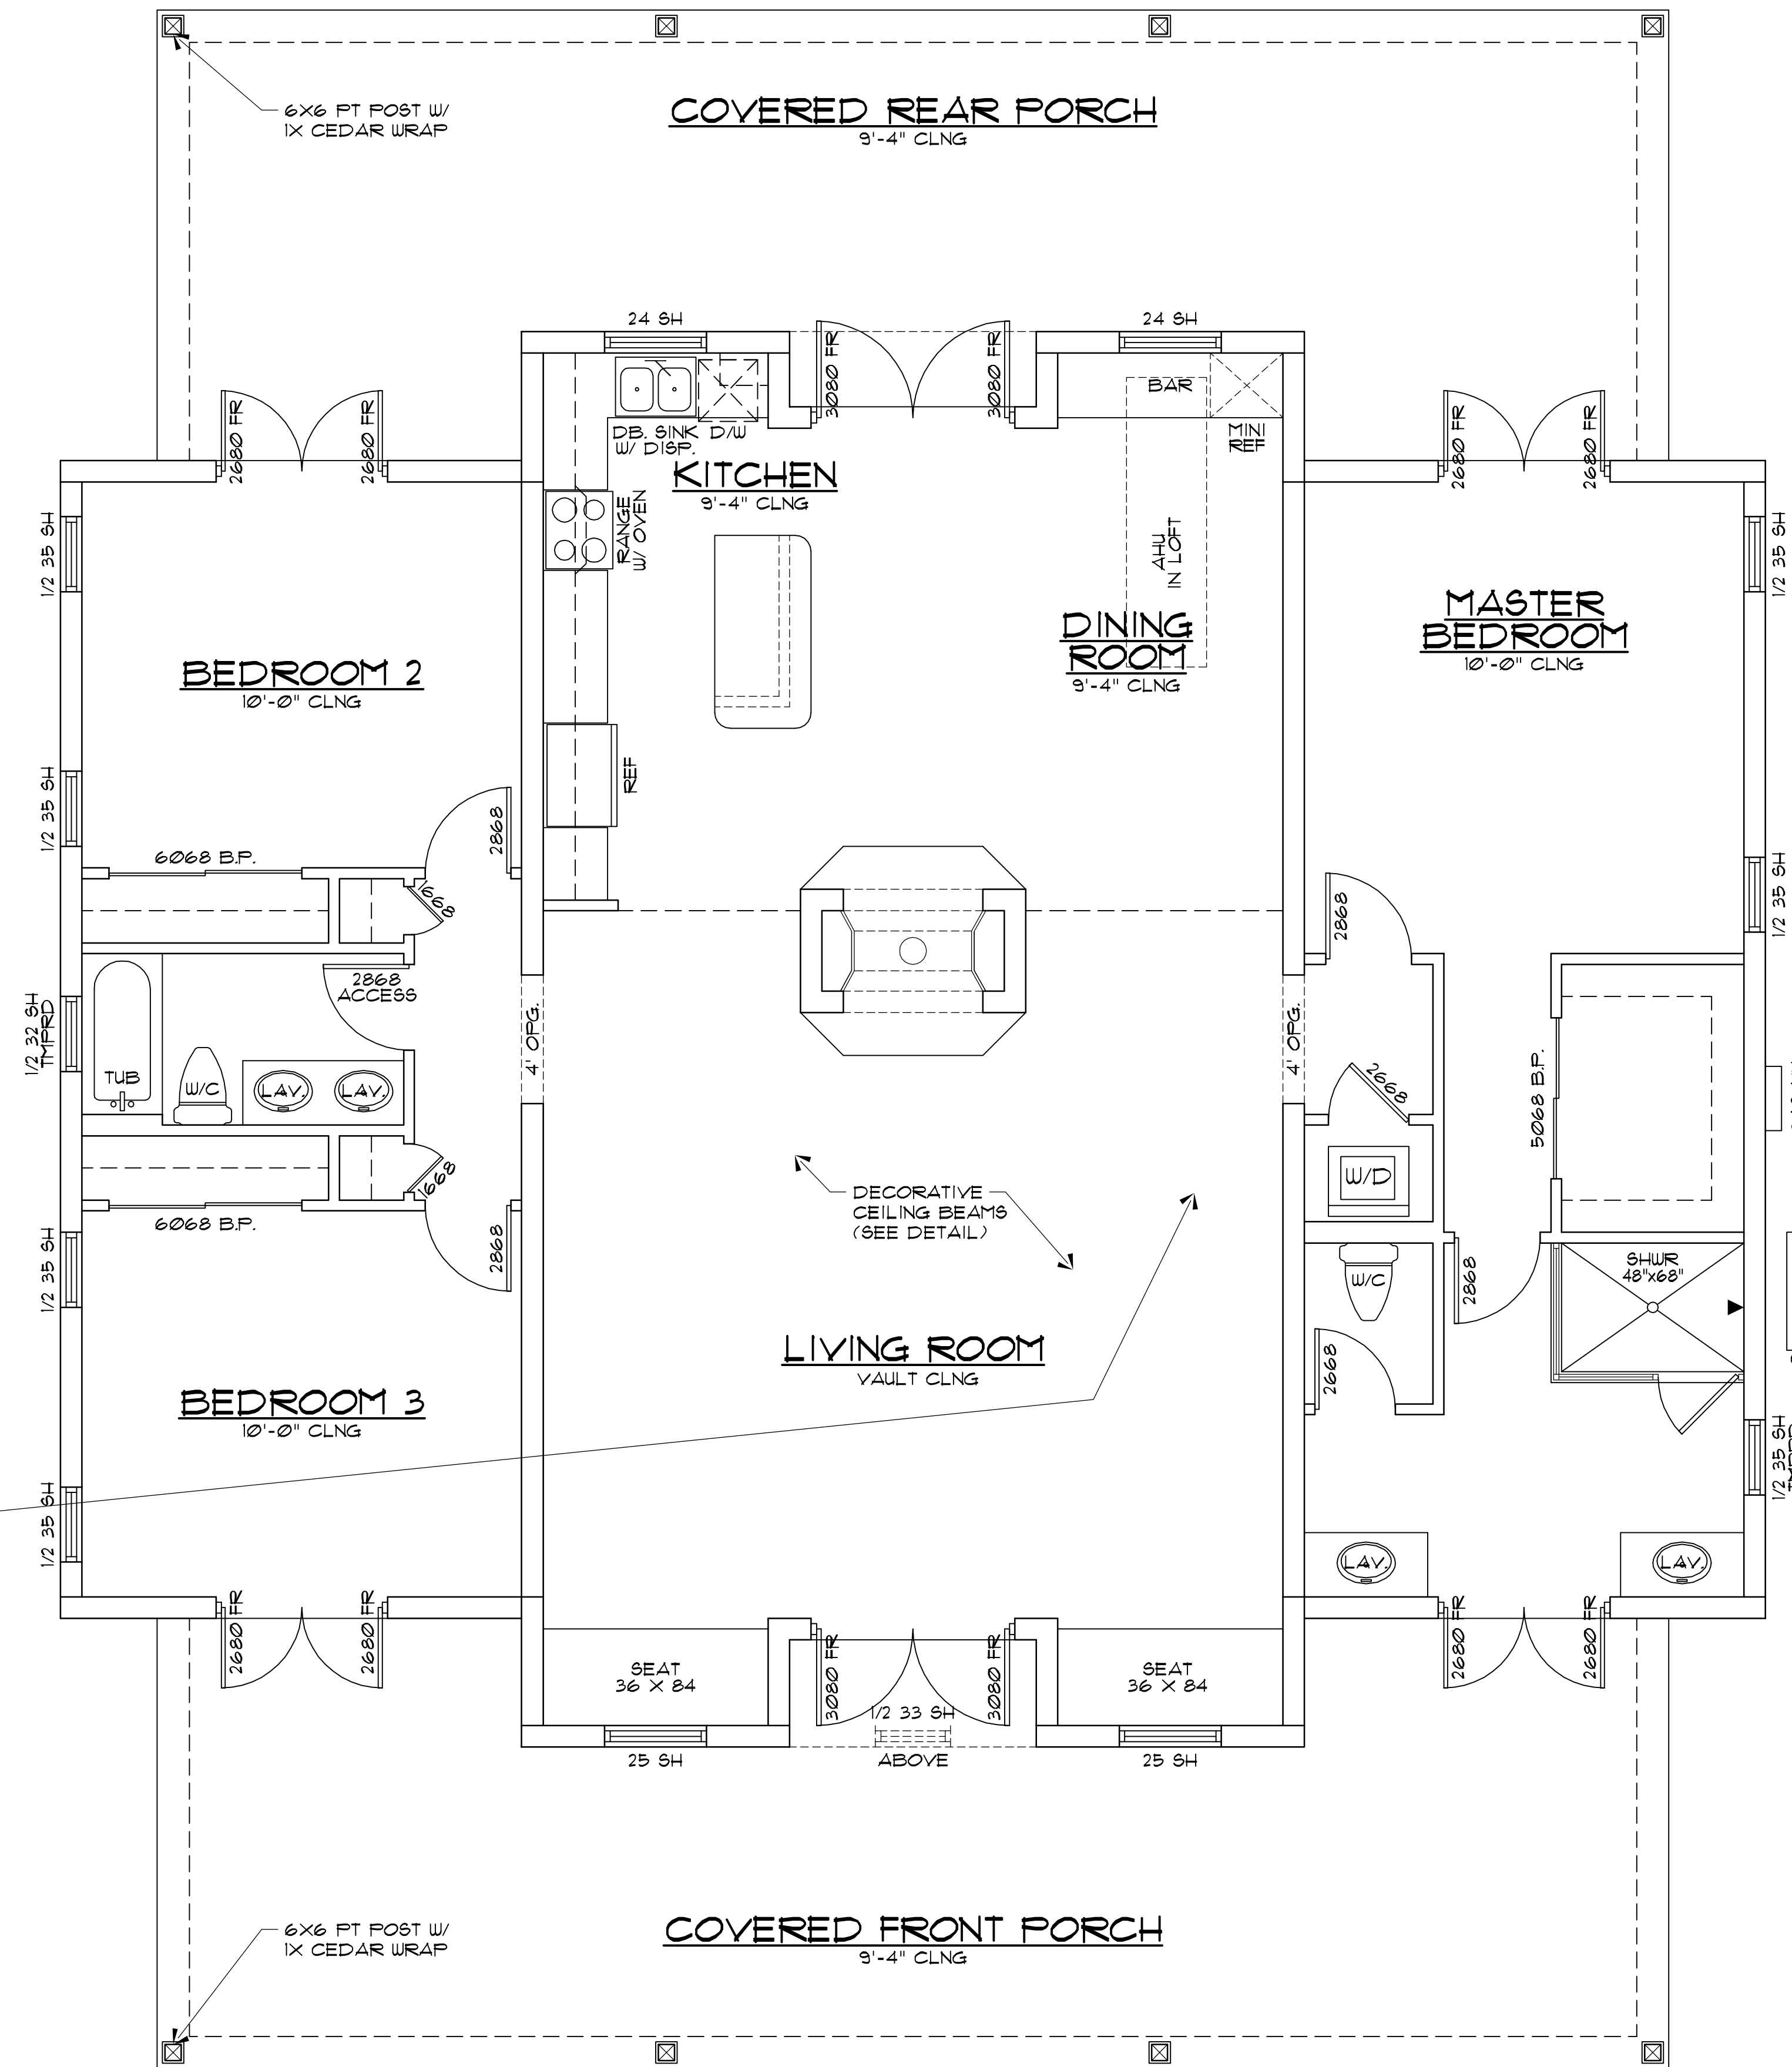 6X6 PT POST W/
1X CEDAR WRAP
COVERED REAR PORCH
9'-4" CLNG
24 SH
24 SH
3080 FR
3080 FR
2680 FR
2680 FR
2680 FR
2680 FR
DB. SINK
W/ DISP.
D/W
BAR
MINI
REF
KITCHEN
9'-4" CLNG
RANGE
W/ OVEN
AHU
IN LOFT
1/2 35 SH
1/2 35 SH
BEDROOM 2
10'-0" CLNG
DINING
ROOM
9'-4" CLNG
MASTER
BEDROOM
10'-0" CLNG
REF
1/2 35 SH
1/2 35 SH
2868
6068 B.P.
1668
2868
2868
ACCESS
1/2 32 SH
TMPRD
TUB
W/C
LAV.
LAV.
4' OPG.
4' OPG.
2668
5068 B.P.
W/D
1668
6068 B.P.
2868
DECORATIVE
CEILING BEAMS
(SEE DETAIL)
1/2 35 SH
W/C
2868
SHWR
48"x68"
2668
LIVING ROOM
VAULT CLNG
BEDROOM 3
10'-0" CLNG
1/2 35 SH
1/2 35 SH
TMPRD
LAV.
LAV.
2680 FR
2680 FR
2680 FR
2680 FR
SEAT
36 X 84
3080 FR
3080 FR
SEAT
36 X 84
1/2 33 SH
25 SH
ABOVE
25 SH
6X6 PT POST W/
1X CEDAR WRAP
COVERED FRONT PORCH
9'-4" CLNG